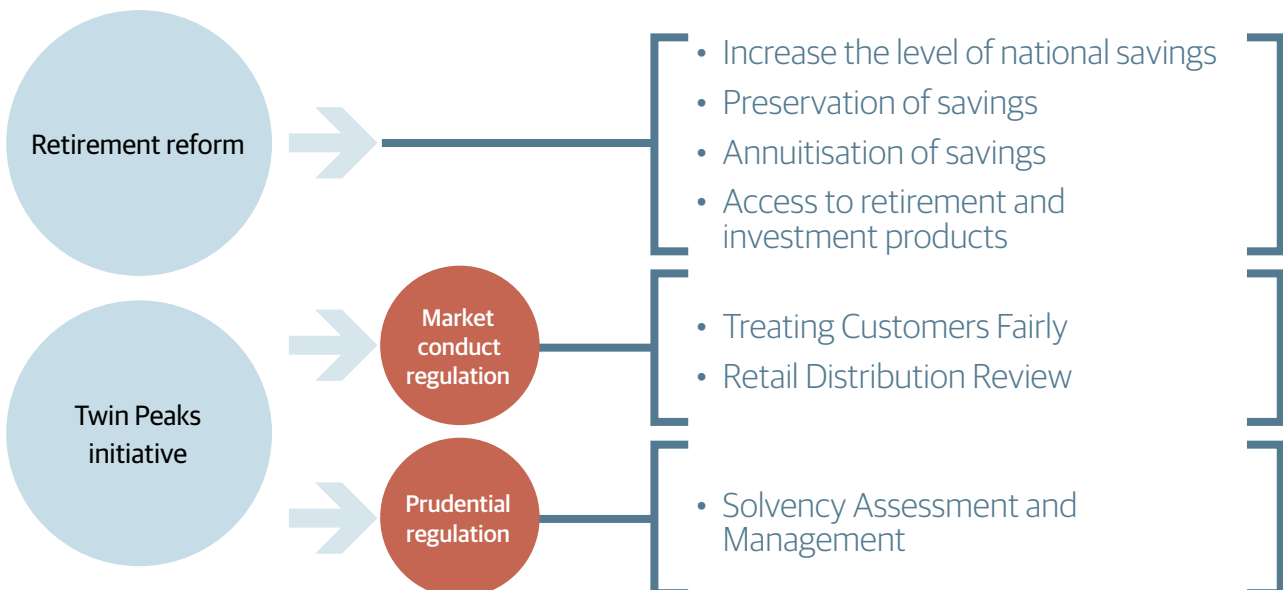 Retirement reform
• Increase the level of national savings
• Preservation of savings
• Annuitisation of savings
• Access to retirement and
investment products
Twin Peaks
initiative
Market
conduct
regulation
• Treating Customers Fairly
• Retail Distribution Review
Prudential
regulation
• Solvency Assessment and
Management